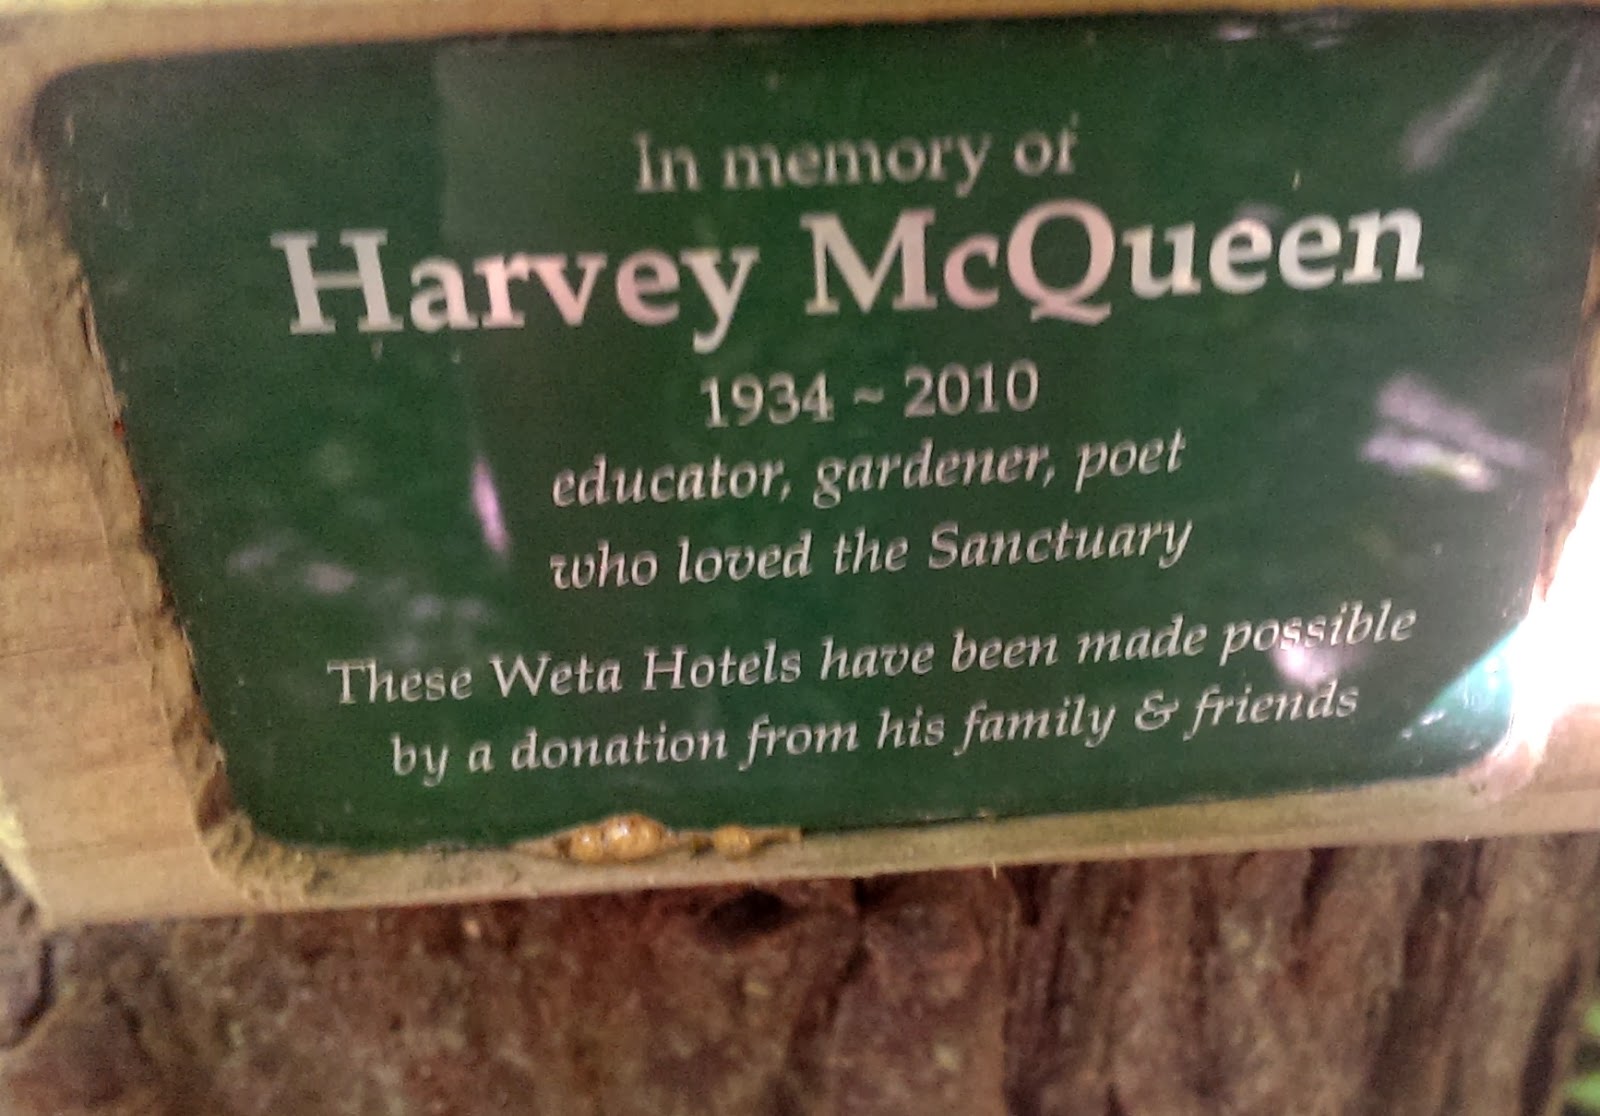 In memory of
Harvey McQueen
1934 ~ 2010
educator, gardener, poet
who loved the Sanctuary
These Weta Hotels have been made possible
by a donation from his family & friends